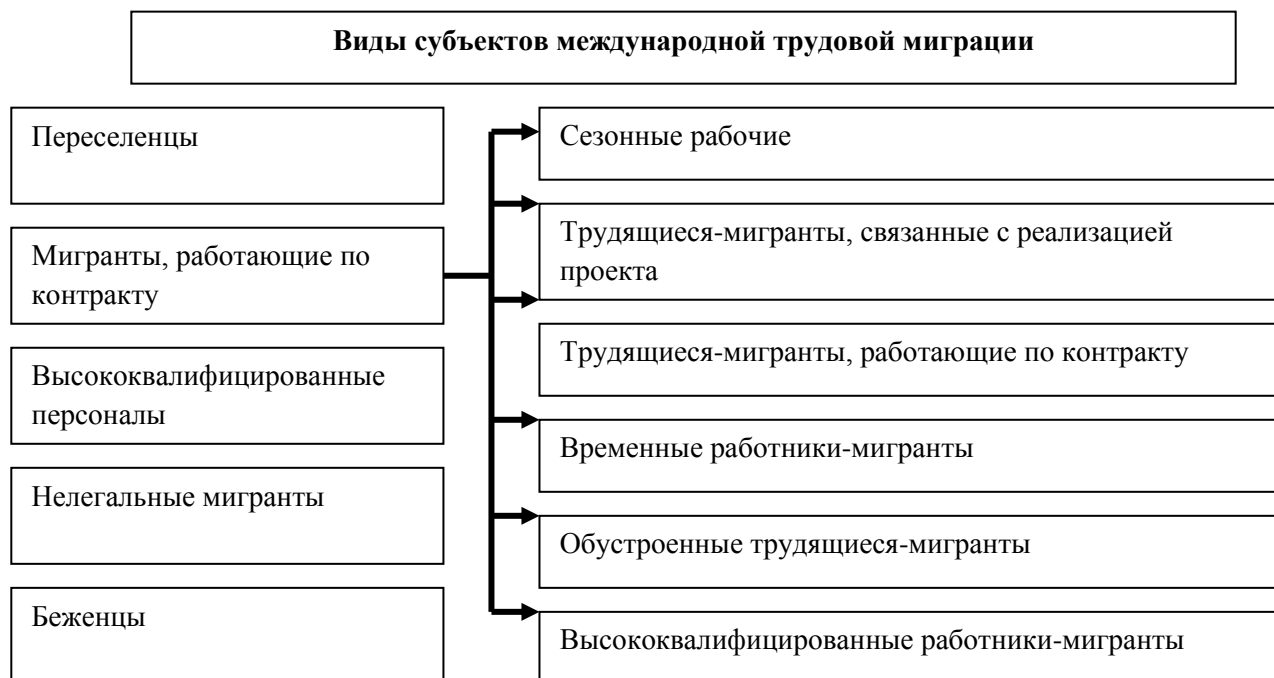 Виды субъектов международной трудовой миграции
Переселенцы
Мигранты, работающие по
контракту
Высококвалифицированные
персоналы
Нелегальные мигранты
Беженцы
Сезонные рабочие
Трудящиеся-мигранты, связанные с реализацией
проекта
Трудящиеся-мигранты, работающие по контракту
Временные работники-мигранты
Обустроенные трудящиеся-мигранты
Высококвалифицированные работники-мигранты